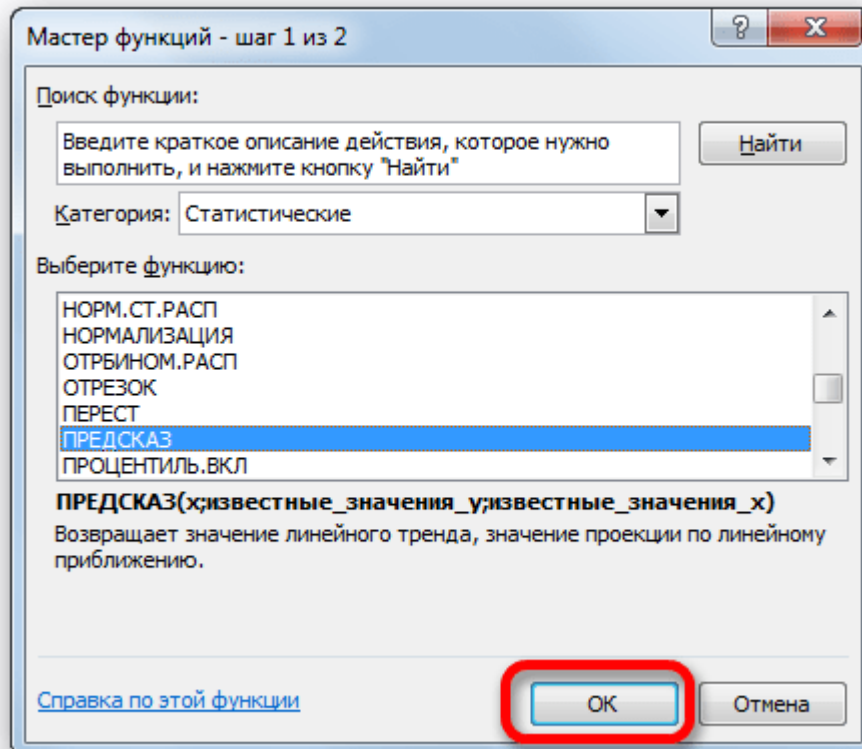 Мастер функций - шаг 1 из 2
Поиск функции:
Введите краткое описание действия, которое нужно
выполнить, и нажмите кнопку "Найти"
Найти
Категория: Статистические
Выберите функцию:
НОРМ.СТ.РАСП
НОРМАЛИЗАЦИЯ
ОТРБИНОМ.РАСП
ОТРЕЗОК
ПЕРЕСТ
ПРЕДСКАЗ
ПРОЦЕНТИЛЬ.ВКЛ
ПРЕДСКАЗ(x;известные_значения_y;известные_значения_x)
Возвращает значение линейного тренда, значение проекции по линейному
приближению.
Справка по этой функции
ОК
Отмена